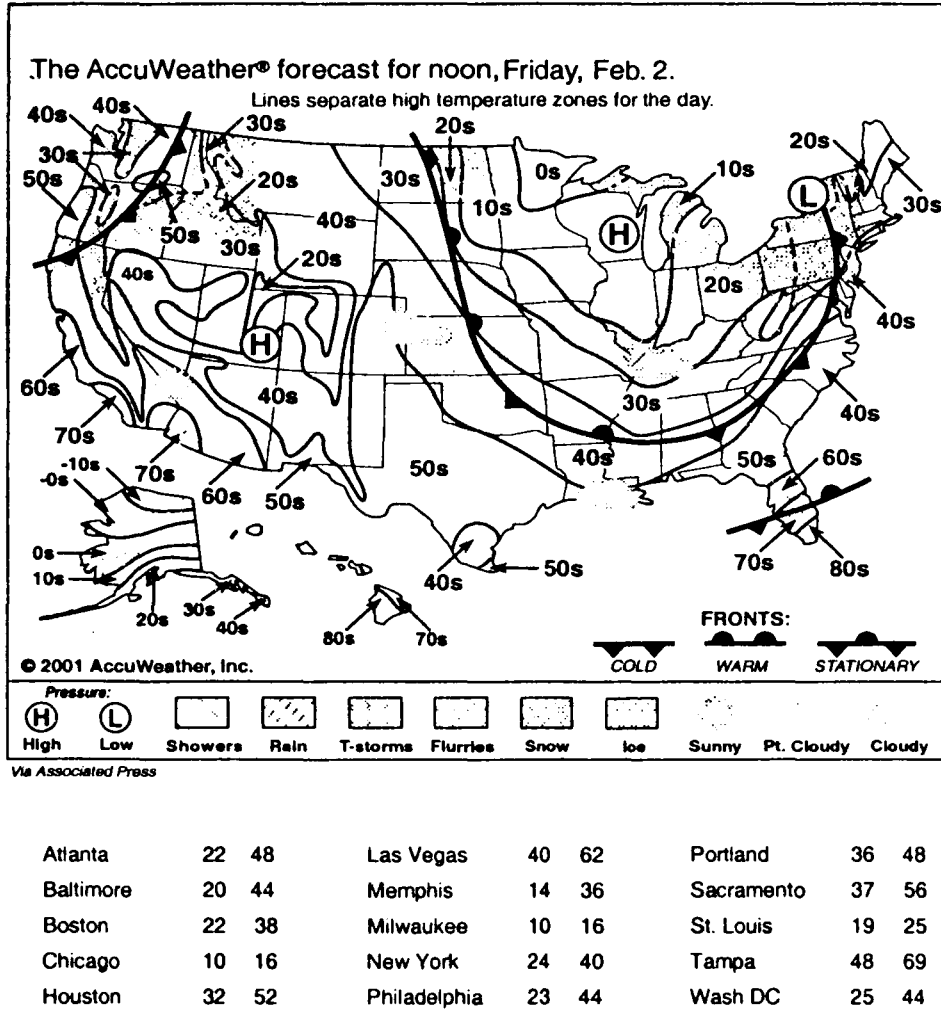 The AccuWeather® forecast for noon, Friday, Feb. 2.
Lines separate high temperature zones for the day.
40s 40s 30s 20s 20s
30s 30s 0s 10s
50s 20s 10s 30s
50s 30s 40s H L
40s 20s 20s
H 40s
60s 40s 30s
70s 40s 40s
70s 60s 50s 50s 50s 60s
-10s
-0s
0s 40s 50s 70s 80s
10s
20s 30s 40s 80s 70s
FRONTS:
COLD WARM STATIONARY
© 2001 AccuWeather, Inc.
Pressure:
H L
High Low Showers Rain T-storms Flurries Snow Ice Sunny Pt. Cloudy Cloudy
Via Associated Press
Atlanta 22 48 Las Vegas 40 62 Portland 36 48
Baltimore 20 44 Memphis 14 36 Sacramento 37 56
Boston 22 38 Milwaukee 10 16 St. Louis 19 25
Chicago 10 16 New York 24 40 Tampa 48 69
Houston 32 52 Philadelphia 23 44 Wash DC 25 44